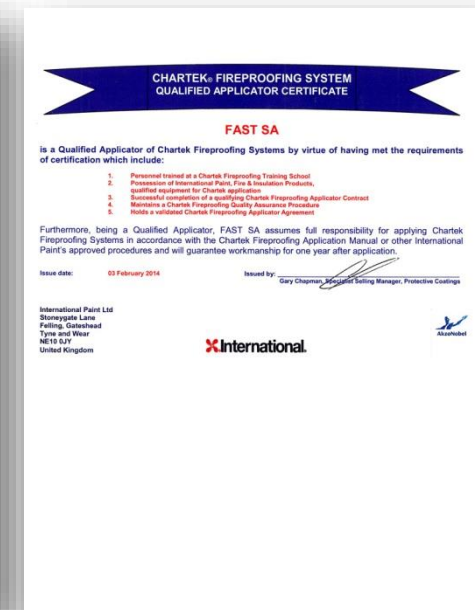 CHARTEK® FIREPROOFING SYSTEM
QUALIFIED APPLICATOR CERTIFICATE
FAST SA
is a Qualified Applicator of Chartek Fireproofing Systems by virtue of having met the requirements
of certification which include:
1. Personnel trained at a Chartek Fireproofing Training School
2. Possession of International Paint, Fire & Insulation Products,
qualified equipment for Chartek application
3. Successful completion of a qualifying Chartek Fireproofing Applicator Contract
4. Maintains a Chartek Fireproofing Quality Assurance Procedure
5. Holds a validated Chartek Fireproofing Applicator Agreement
Furthermore, being a Qualified Applicator, FAST SA assumes full responsibility for applying Chartek
Fireproofing Systems in accordance with the Chartek Fireproofing Application Manual or other International
Paint's approved procedures and will guarantee workmanship for one year after application.
Issue date: 03 February 2014 Issued by:
Gary Chapman, Specialist Selling Manager, Protective Coatings
International Paint Ltd
Stoneygate Lane
Felling, Gateshead
Tyne and Wear
NE10 0JY
United Kingdom
International.
AkzoNobel